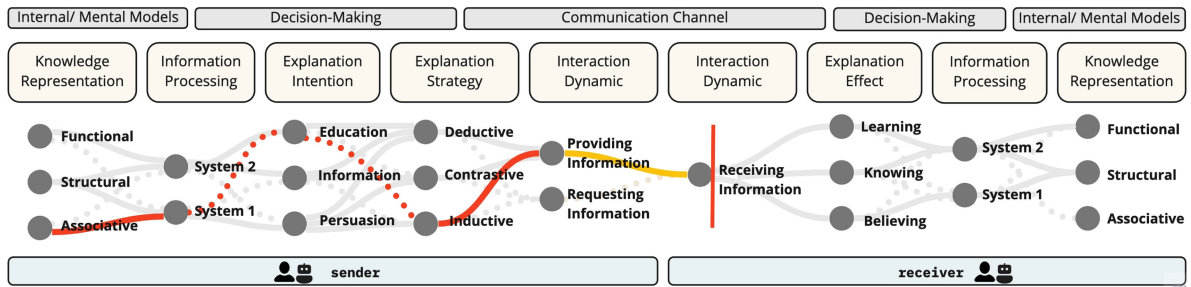 Internal/ Mental Models
Decision-Making
Communication Channel
Decision-Making
Internal/ Mental Models
Knowledge
Representation
Information
Processing
Explanation
Intention
Explanation
Strategy
Interaction
Dynamic
Interaction
Dynamic
Explanation
Effect
Information
Processing
Knowledge
Representation
Functional
Structural
Associative
System 2
System 1
Education
Information
Persuasion
Deductive
Contrastive
Inductive
Providing
Information
Requesting
Information
Receiving
Information
Learning
Knowing
Believing
System 2
System 1
Functional
Structural
Associative
sender
receiver